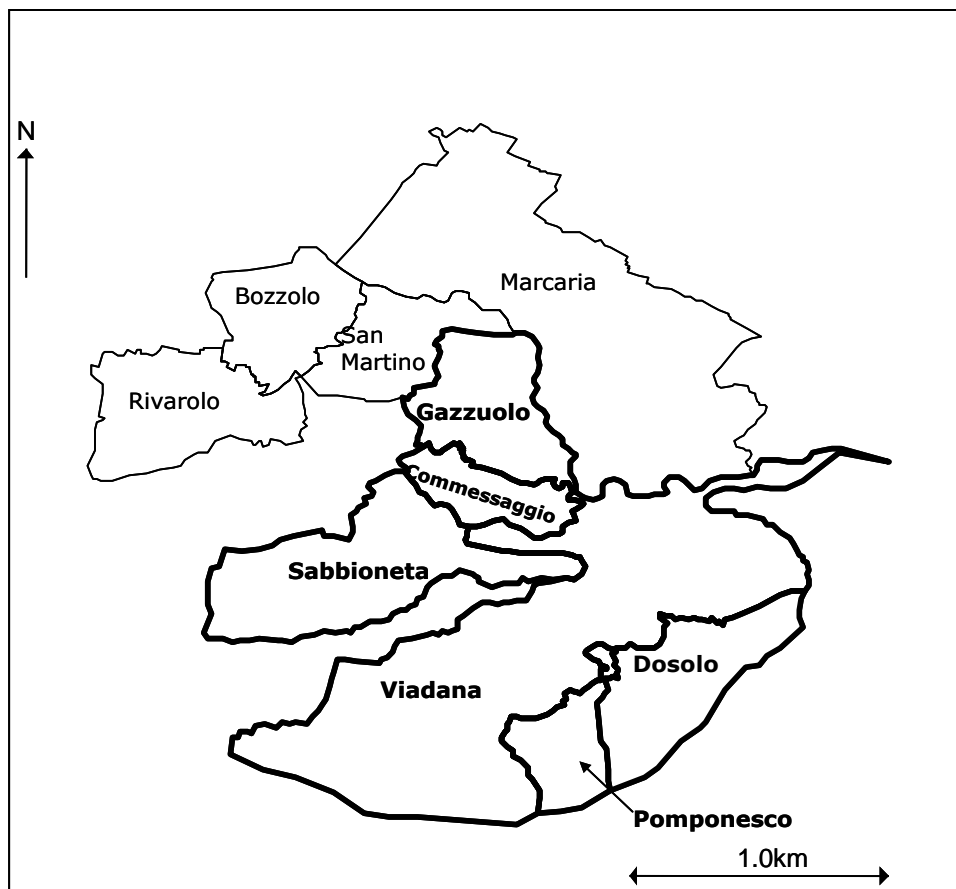 N
Marcaria
Bozzolo
San
Martino
Rivarolo
Gazzuolo
Commessaggio
Sabbioneta
Dosolo
Viadana
Pomponesco
1.0km